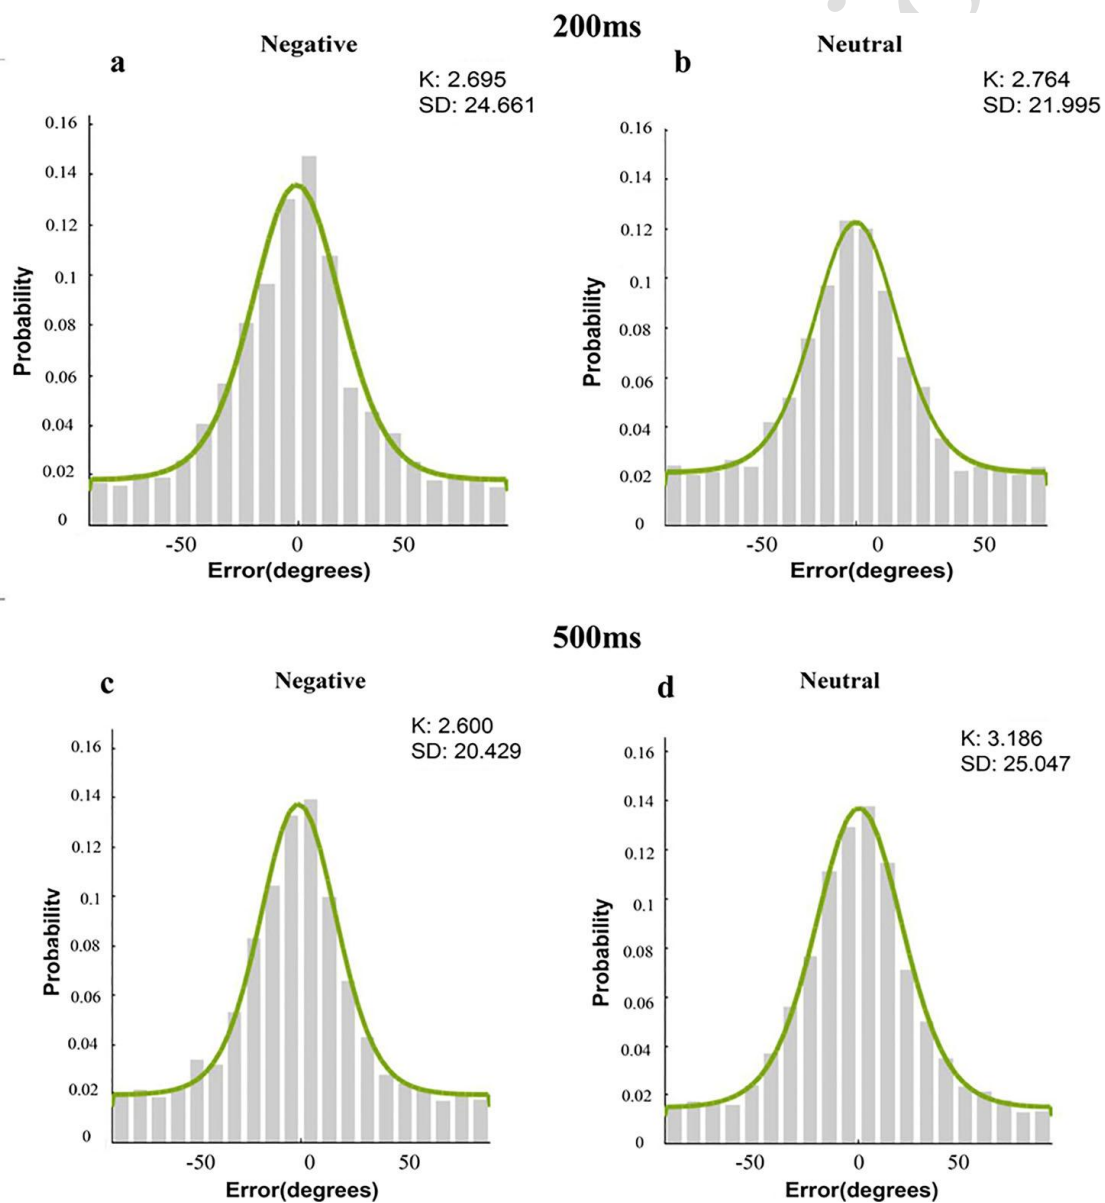 200ms
Negative
Neutral
a
b
K: 2.695
SD: 24.661
K: 2.764
SD: 21.995
0.16
0.14
0.12
0.1
0.08
0.06
0.04
0.02
0
Probability
-50
0
50
Error(degrees)
0.16
0.14
0.12
0.1
0.08
0.06
0.04
0.02
0
Probability
-50
0
50
Error(degrees)
500ms
c
Negative
d
Neutral
K: 2.600
SD: 20.429
K: 3.186
SD: 25.047
0.16
0.14
0.12
0.1
0.08
0.06
0.04
0.02
0
Probability
-50
0
50
Error(degrees)
0.16
0.14
0.12
0.1
0.08
0.06
0.04
0.02
0
Probability
-50
0
50
Error(degrees)